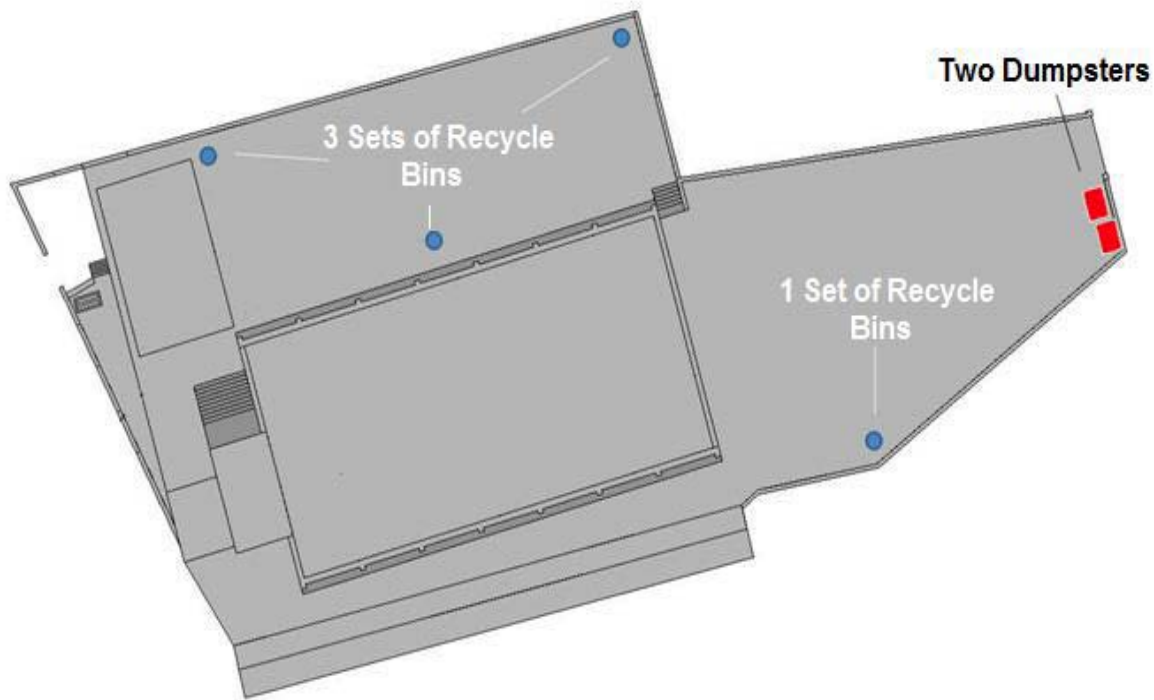 Two Dumpsters
3 Sets of Recycle
Bins
1 Set of Recycle
Bins